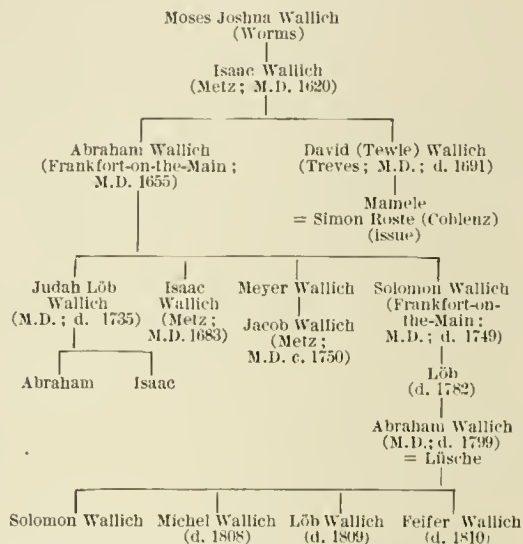 Moses Joshna Wallich
(Worms)
Isaac Wallich
(Metz; M.D. 1620)
Abraham Wallich
(Frankfort-on-the-Main;
M.D. 1655)
David (Tewle) Wallich
(Treves; M.D.; d. 1691)
Mamele
= Simon Roste (Coblenz)
(issue)
Judah Löb
Wallich
(M.D.; d. 1735)
Abraham
Isaac
Isaac
Wallich
(Metz;
M.D. 1683)
Meyer Wallich
Jacob Wallich
(Metz;
M.D. c. 1750)
Solomon Wallich
(Frankfort-on-
the-Main;
M.D.; d. 1749)
Löb
(d. 1782)
Abraham Wallich
(M.D.; d. 1799)
= Lüsche
Solomon Wallich
Michel Wallich
(d. 1808)
Löb Wallich
(d. 1809)
Feifer Wallich
(d. 1810)